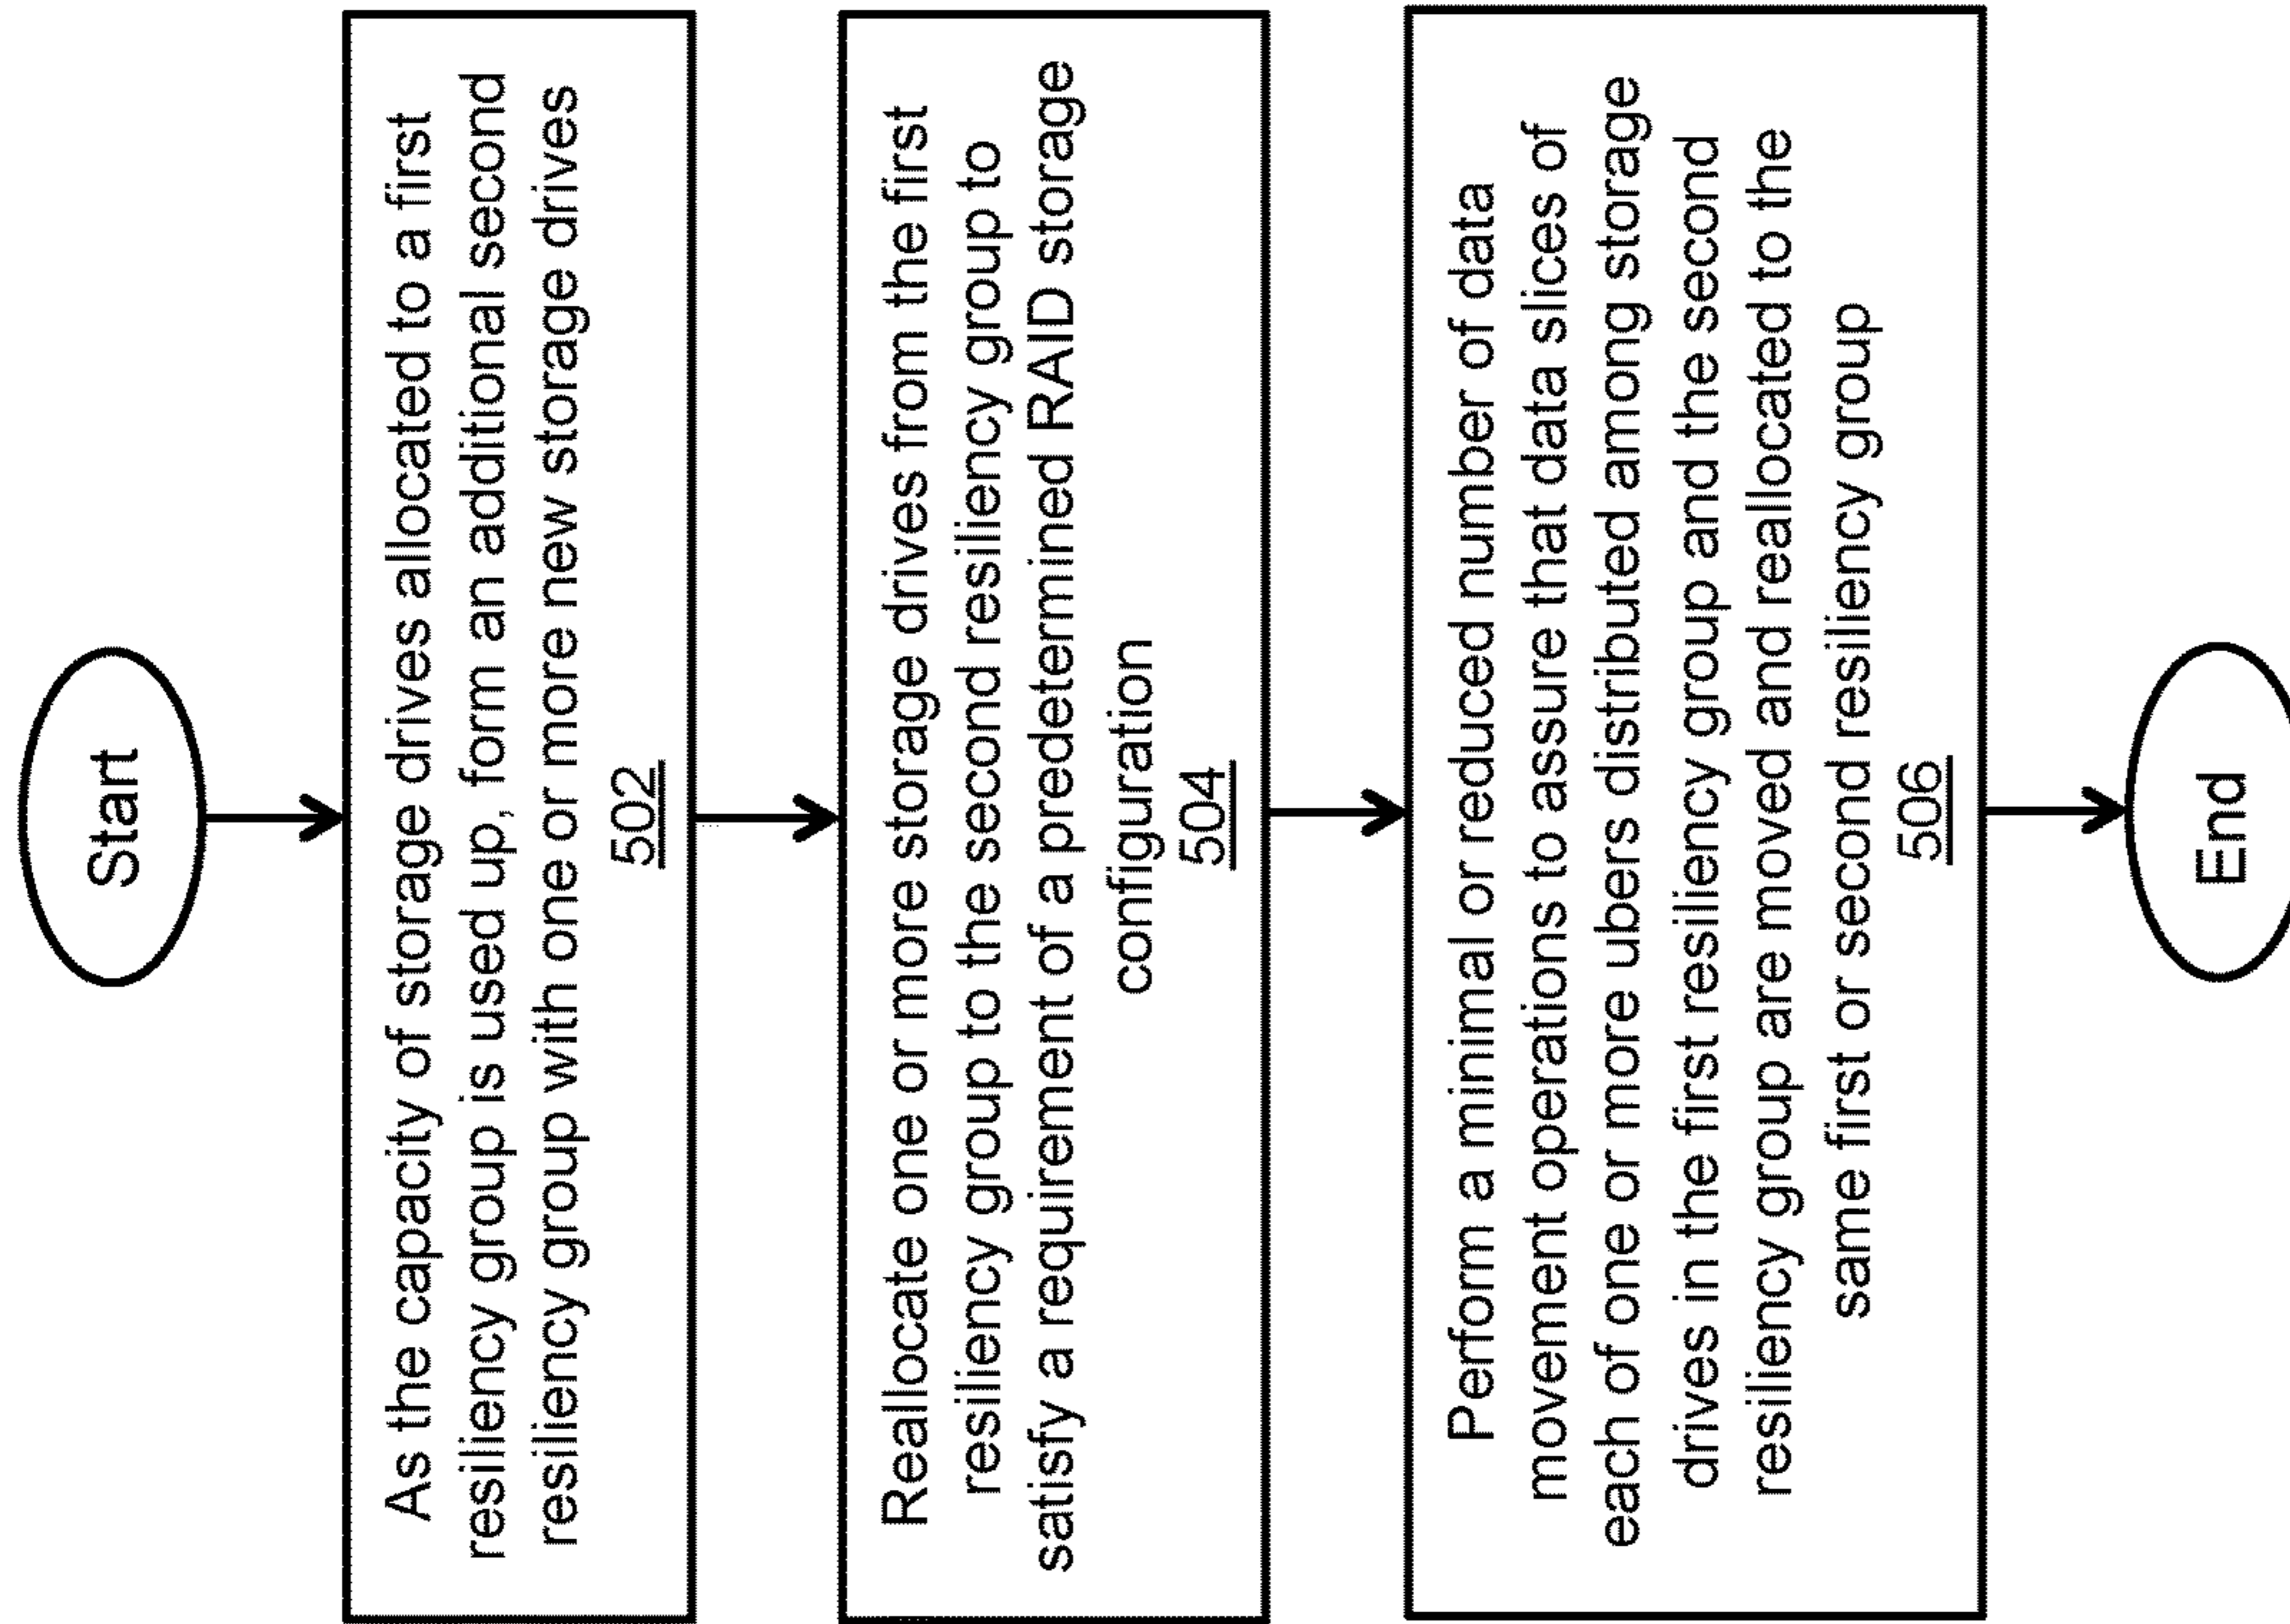 Start
As the capacity of storage drives allocated to a first
resiliency group is used up, form an additional second
resiliency group with one or more new storage drives
502
Reallocate one or more storage drives from the first
resiliency group to the second resiliency group to
satisfy a requirement of a predetermined RAID storage
configuration
504
Perform a minimal or reduced number of data
movement operations to assure that data slices of
each of one or more ubers distributed among storage
drives in the first resiliency group and the second
resiliency group are moved and reallocated to the
same first or second resiliency group
506
End